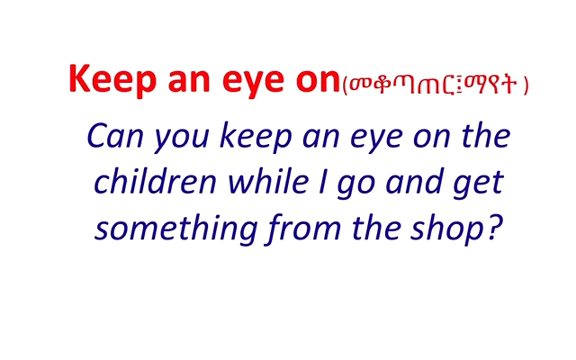 Keep an eye on(መቆጣጠር፤ማየት )
Can you keep an eye on the
children while I go and get
something from the shop?